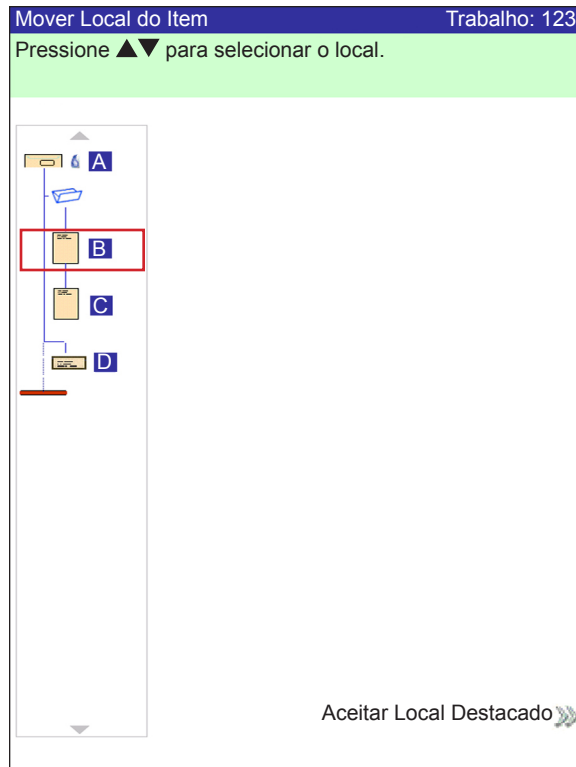 Mover Local do Item Trabalho: 123
Pressione ▲▼ para selecionar o local.
A
B
C
D
Aceitar Local Destacado